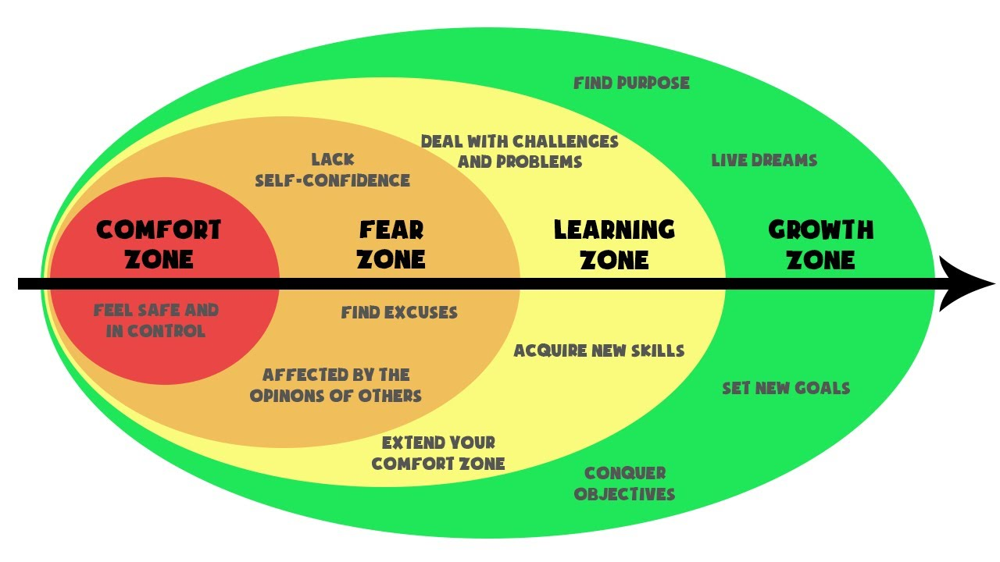 FIND PURPOSE
DEAL WITH CHALLENGES
AND PROBLEMS
LIVE DREAMS
LACK
SELF-CONFIDENCE
COMFORT
ZONE
FEAR
ZONE
LEARNING
ZONE
GROWTH
ZONE
FEEL SAFE AND
IN CONTROL
FIND EXCUSES
ACQUIRE NEW SKILLS
AFFECTED BY THE
OPINONS OF OTHERS
SET NEW GOALS
EXTEND YOUR
COMFORT ZONE
CONQUER
OBJECTIVES